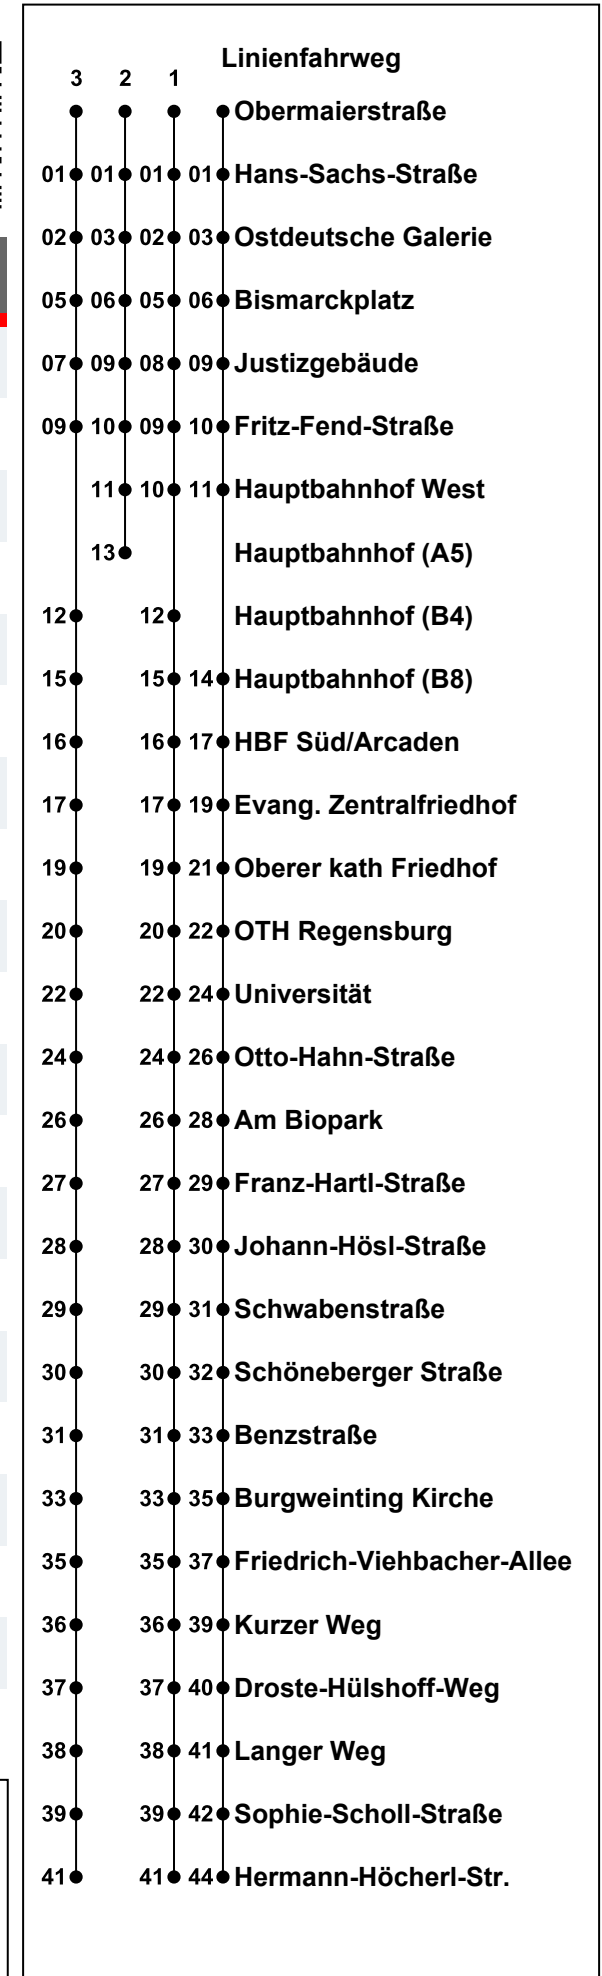 Linienfahrweg
3 2 1
Obermaierstraße
01 01 01 01 Hans-Sachs-Straße
02 03 02 03 Ostdeutsche Galerie
05 06 05 06 Bismarckplatz
07 09 08 09 Justizgebäude
09 10 09 10 Fritz-Fend-Straße
11 10 11 Hauptbahnhof West
13 Hauptbahnhof (A5)
12 12 Hauptbahnhof (B4)
15 15 14 Hauptbahnhof (B8)
16 16 17 HBF Süd/Arcaden
17 17 19 Evang. Zentralfriedhof
19 19 21 Oberer kath Friedhof
20 20 22 OTH Regensburg
22 22 24 Universität
24 24 26 Otto-Hahn-Straße
26 26 28 Am Biopark
27 27 29 Franz-Hartl-Straße
28 28 30 Johann-Hösl-Straße
29 29 31 Schwabenstraße
30 30 32 Schöneberger Straße
31 31 33 Benzstraße
33 33 35 Burgweinting Kirche
35 35 37 Friedrich-Viehbacher-Allee
36 36 39 Kurzer Weg
37 37 40 Droste-Hülshoff-Weg
38 38 41 Langer Weg
39 39 42 Sophie-Scholl-Straße
41 41 44 Hermann-Höcherl-Str.